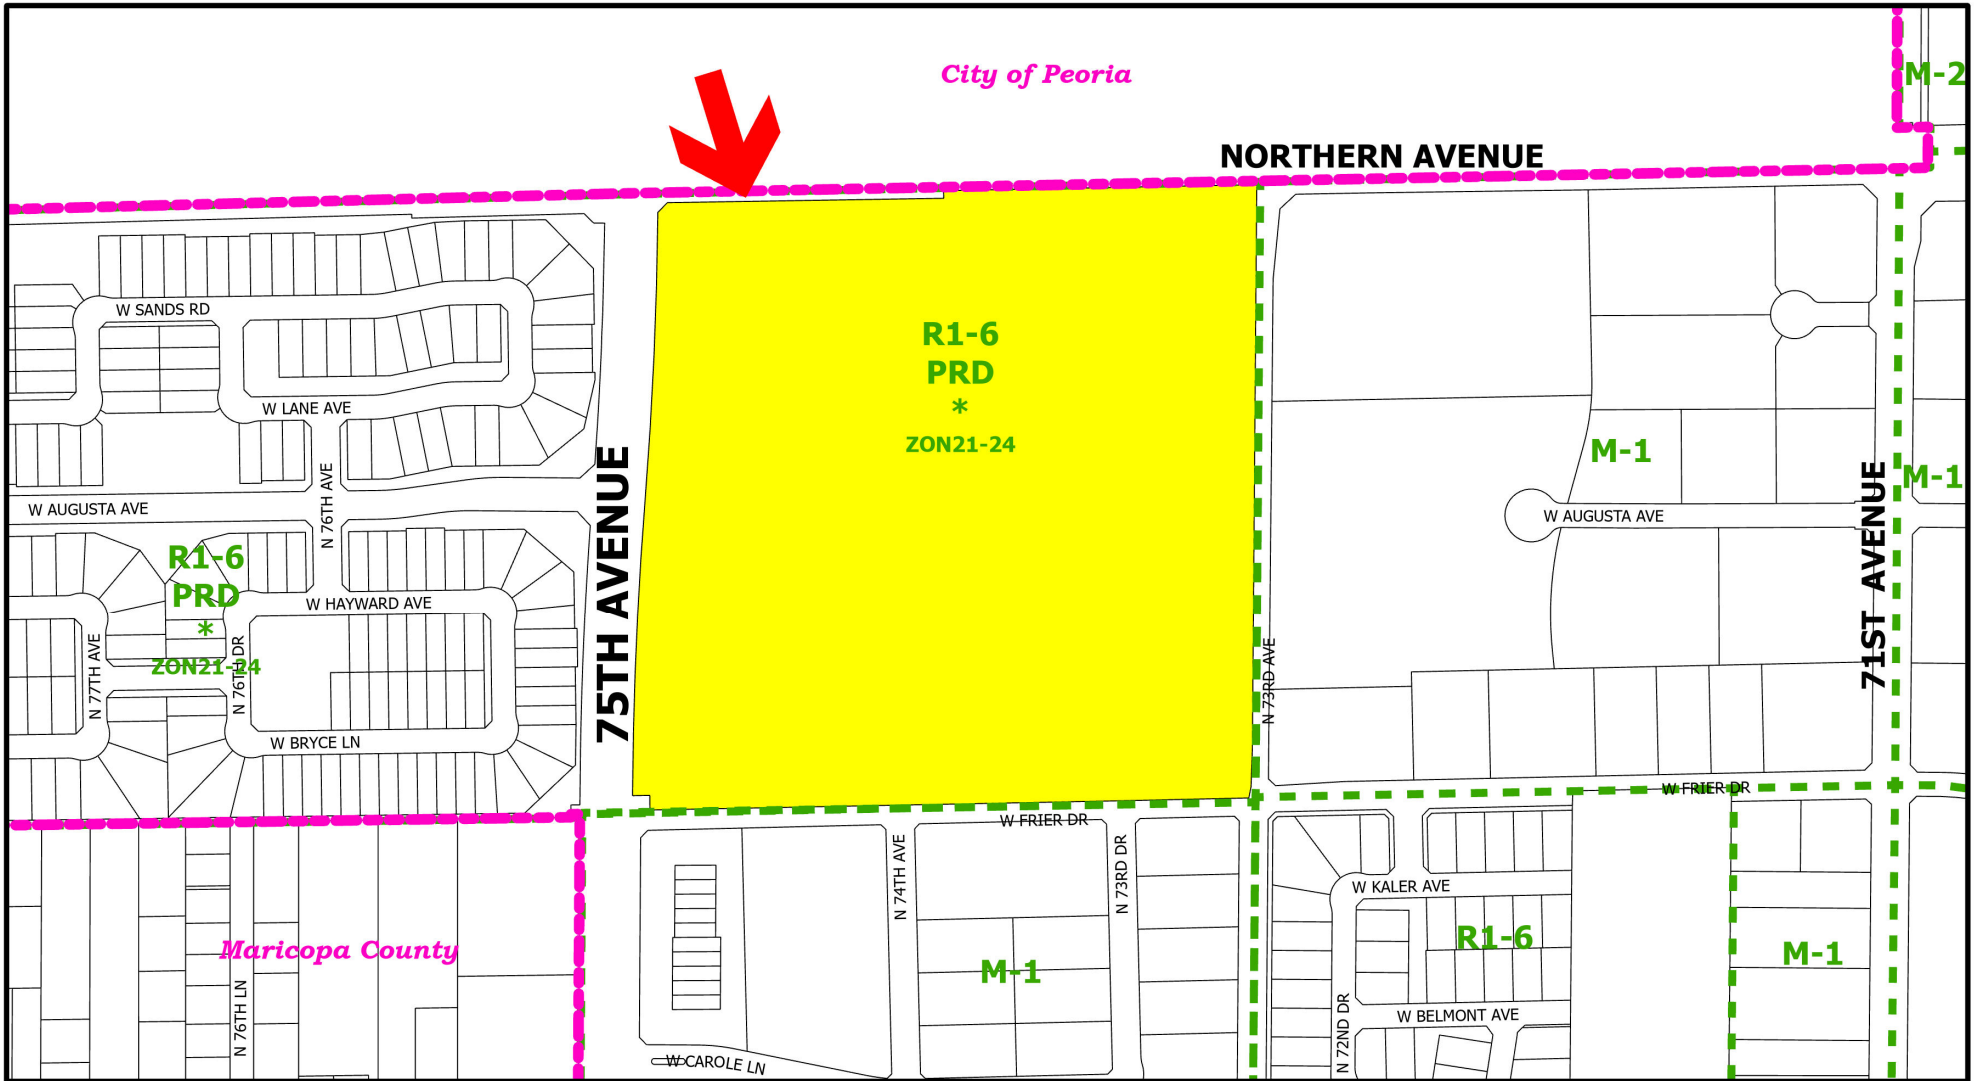 City of Peoria
M-2
NORTHERN AVENUE
W SANDS RD
R1-6
PRD
*
ZON21-24
W LANE AVE
75TH AVENUE
N 76TH AVE
M-1
71ST AVENUE
M-1
W AUGUSTA AVE
W AUGUSTA AVE
R1-6
PRD
*
ZON21-24
W HAYWARD AVE
N 77TH AVE
N 76TH DR
N 73RD AVE
W BRYCE LN
W FRIER DR
W FRIER DR
N 74TH AVE
N 73RD DR
W KALER AVE
Maricopa County
R1-6
M-1
M-1
N 76TH LN
N 72ND DR
W BELMONT AVE
W CAROLE LN